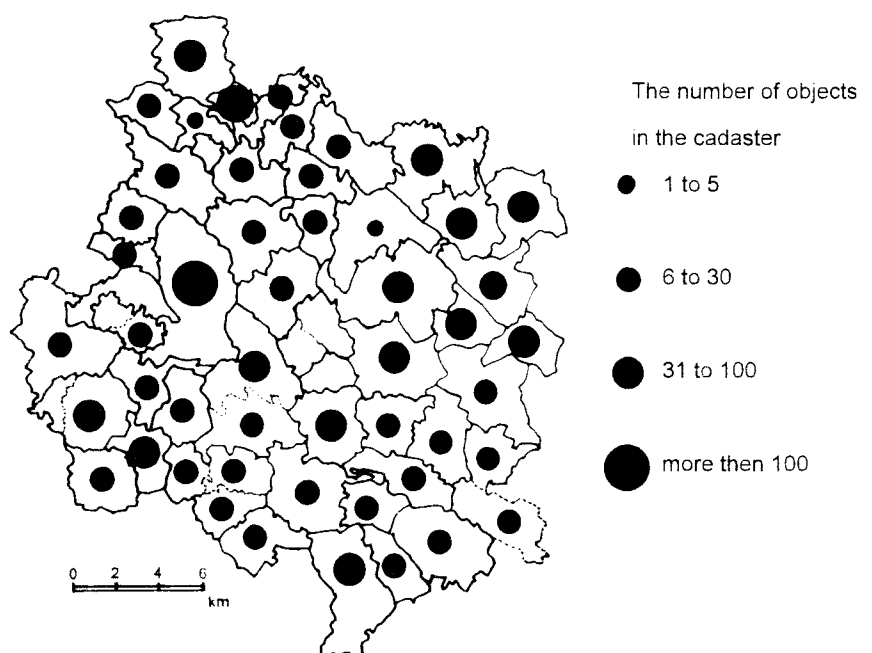 The number of objects
in the cadaster
1 to 5
6 to 30
31 to 100
more then 100
0 2 4 6
km